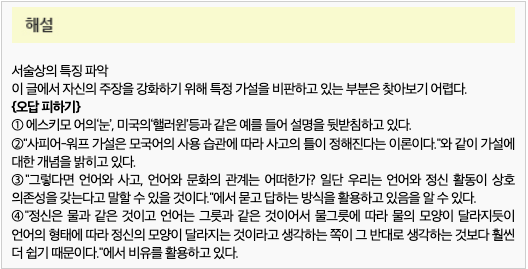 해설
서술상의 특징 파악
이 글에서 자신의 주장을 강화하기 위해 특정 가설을 비판하고 있는 부분은 찾아보기 어렵다.
{오답 피하기}
① 에스키모 어의'눈', 미국의'핼러윈'등과 같은 예를 들어 설명을 뒷받침하고 있다.
②"사피어-워프 가설은 모국어의 사용 습관에 따라 사고의 틀이 정해진다는 이론이다."와 같이 가설에
대한 개념을 밝히고 있다.
③ "그렇다면 언어와 사고, 언어와 문화의 관계는 어떠한가? 일단 우리는 언어와 정신 활동이 상호
의존성을 갖는다고 말할 수 있을 것이다."에서 묻고 답하는 방식을 활용하고 있음을 알 수 있다.
④ "정신은 물과 같은 것이고 언어는 그릇과 같은 것이어서 물그릇에 따라 물의 모양이 달라지듯이
언어의 형태에 따라 정신의 모양이 달라지는 것이라고 생각하는 쪽이 그 반대로 생각하는 것보다 훨씬
더 쉽기 때문이다."에서 비유를 활용하고 있다.